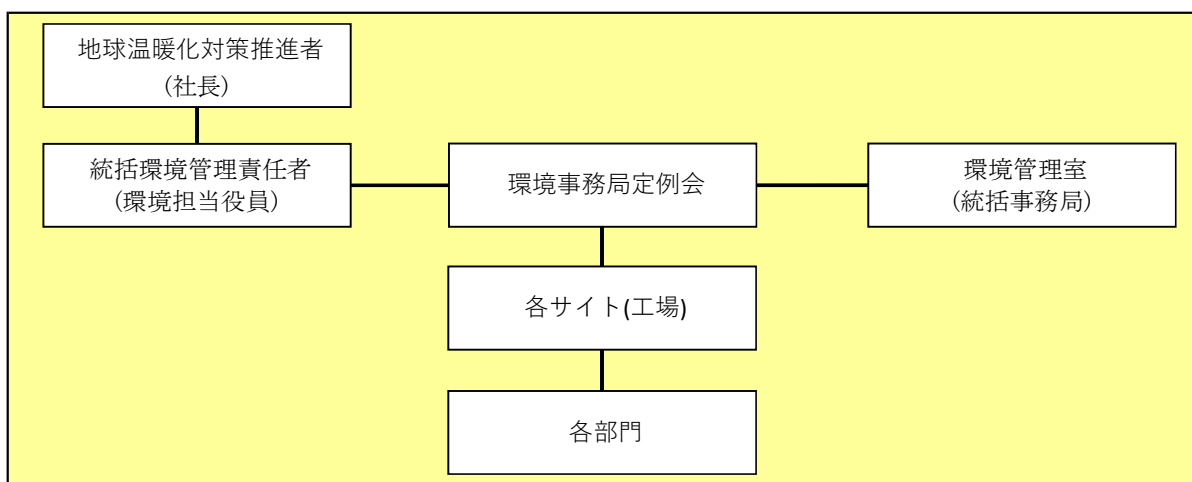 地球温暖化対策推進者
(社長)
統括環境管理責任者
(環境担当役員)
環境事務局定例会
環境管理室
(統括事務局)
各サイト(工場)
各部門